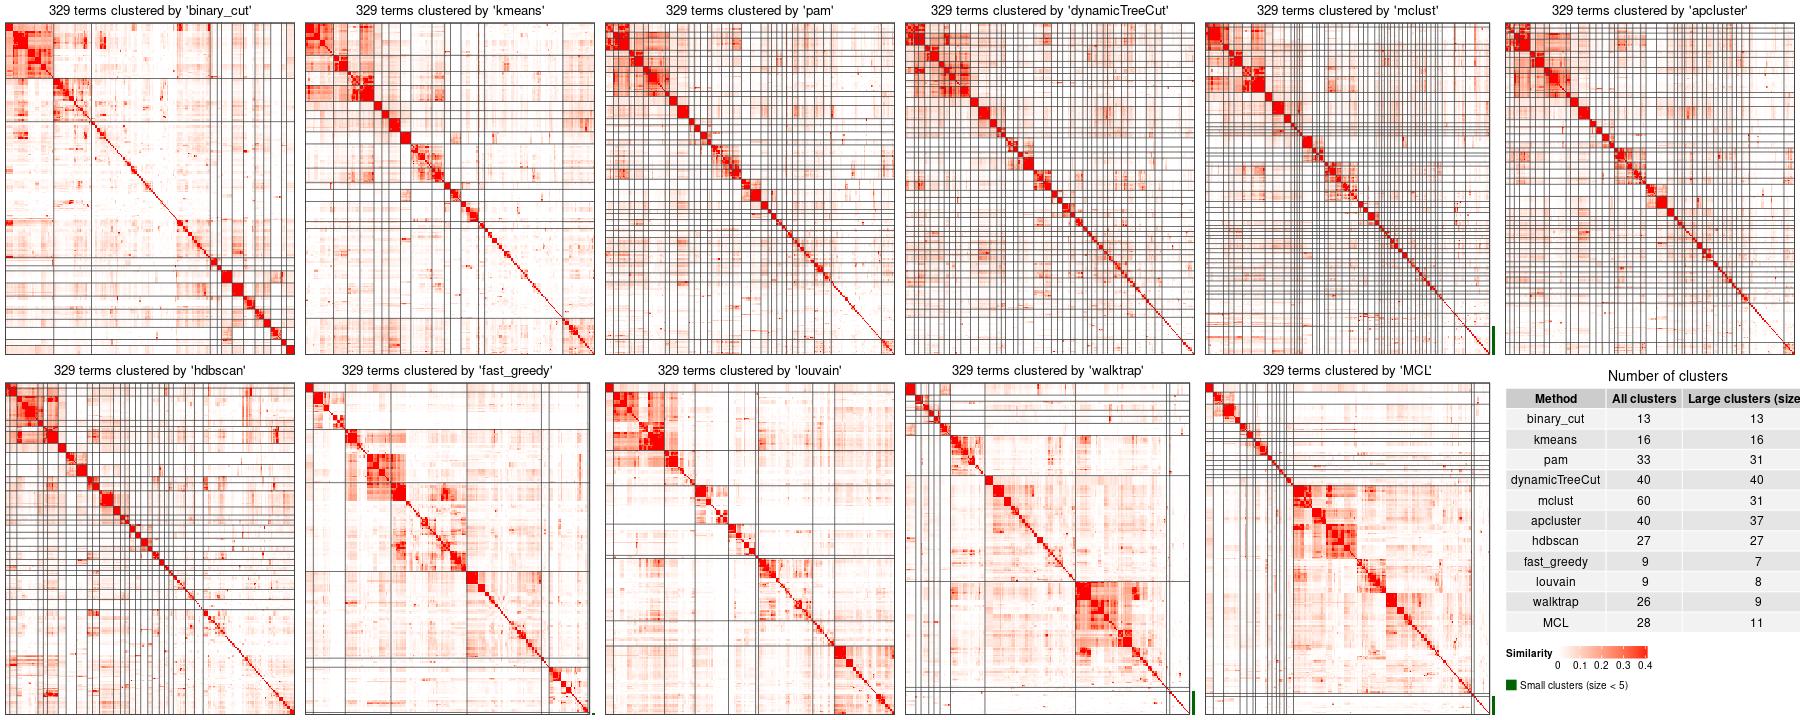 329 terms clustered by 'binary_cut'
329 terms clustered by 'kmeans'
329 terms clustered by 'pam'
329 terms clustered by 'dynamicTreeCut'
329 terms clustered by 'mclust'
329 terms clustered by 'apcluster'
329 terms clustered by 'hdbscan'
329 terms clustered by 'fast_greedy'
329 terms clustered by 'louvain'
329 terms clustered by 'walktrap'
329 terms clustered by 'MCL'
Number of clusters
Method All clusters Large clusters (size
binary_cut 13 13
kmeans 16 16
pam 33 31
dynamicTreeCut 40 40
mclust 60 31
apcluster 40 37
hdbscan 27 27
fast_greedy 9 7
louvain 9 8
walktrap 26 9
MCL 28 11
Similarity
0 0.1 0.2 0.3 0.4
Small clusters (size < 5)